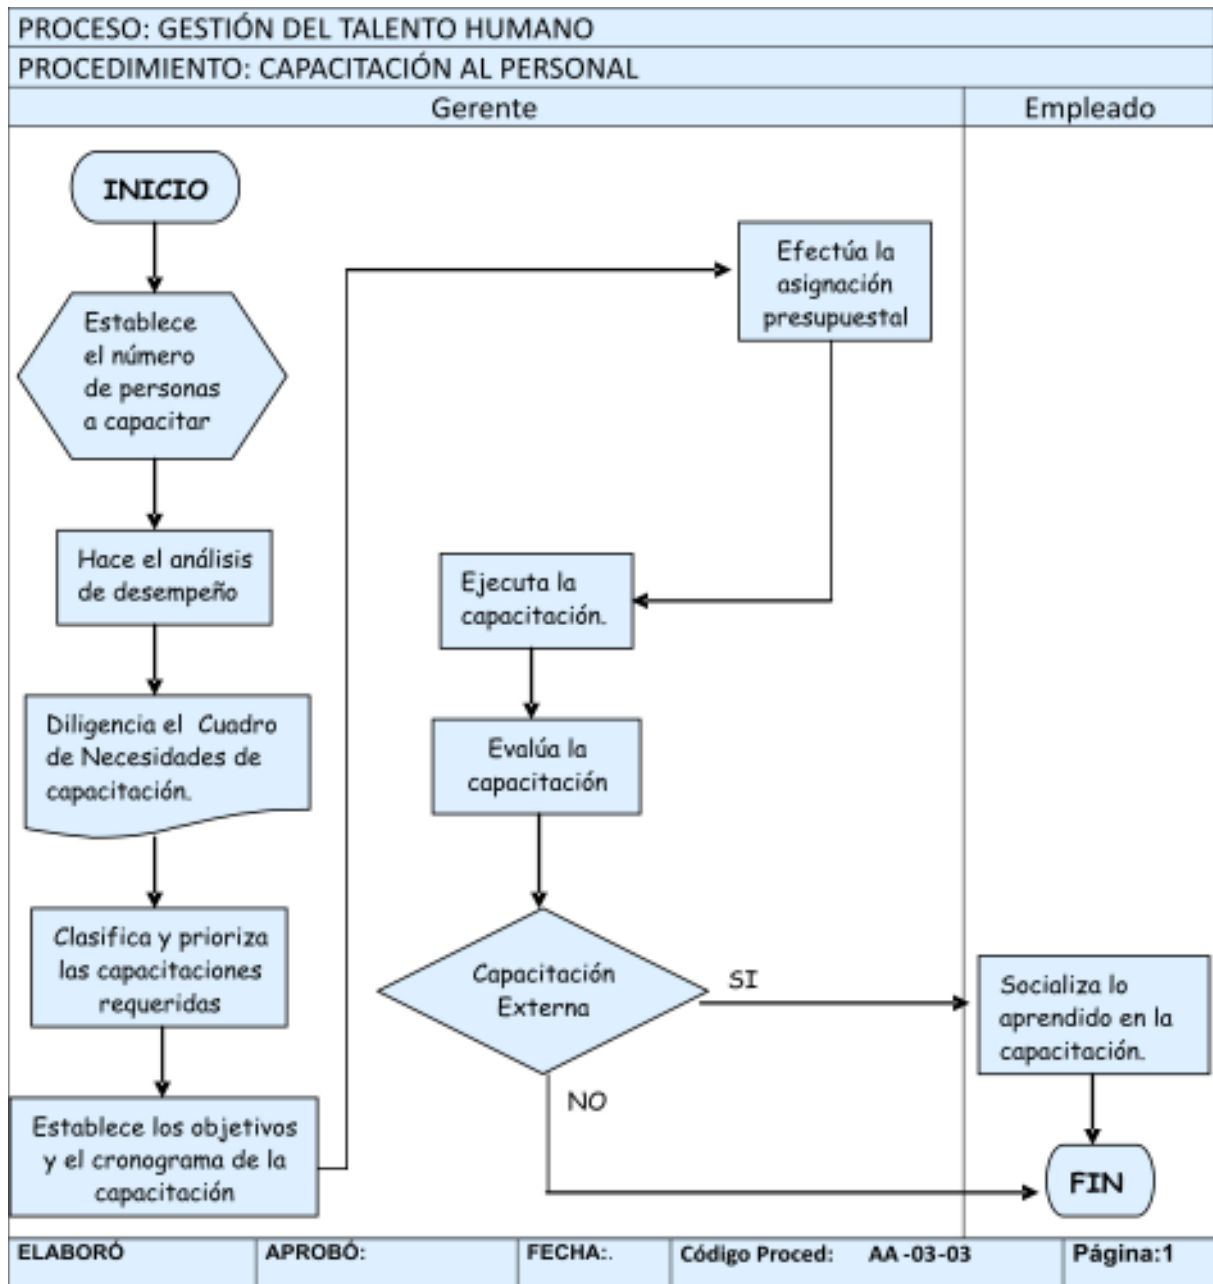 PROCESO: GESTIÓN DEL TALENTO HUMANO
PROCEDIMIENTO: CAPACITACIÓN AL PERSONAL
Gerente
Empleado
INICIO
Establece
el número
de personas
a capacitar
Hace el análisis
de desempeño
Diligencia el Cuadro
de Necesidades de
capacitación.
Clasifica y prioriza
las capacitaciones
requeridas
Establece los objetivos
y el cronograma de la
capacitación
Efectúa la
asignación
presupuestal
Ejecuta la
capacitación.
Evalúa la
capacitación
Capacitación
Externa
SI
NO
Socializa lo
aprendido en la
capacitación.
FIN
ELABORÓ
APROBÓ:
FECHA:.
Código Proced: AA-03-03
Página:1